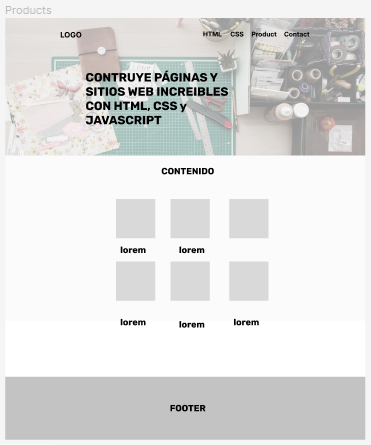 Products
LOGO
HTML CSS Product Contact
CONTRUYE PÁGINAS Y
SITIOS WEB INCREIBLES
CON HTML, CSS y
JAVASCRIPT
CONTENIDO
lorem lorem
lorem lorem lorem
FOOTER